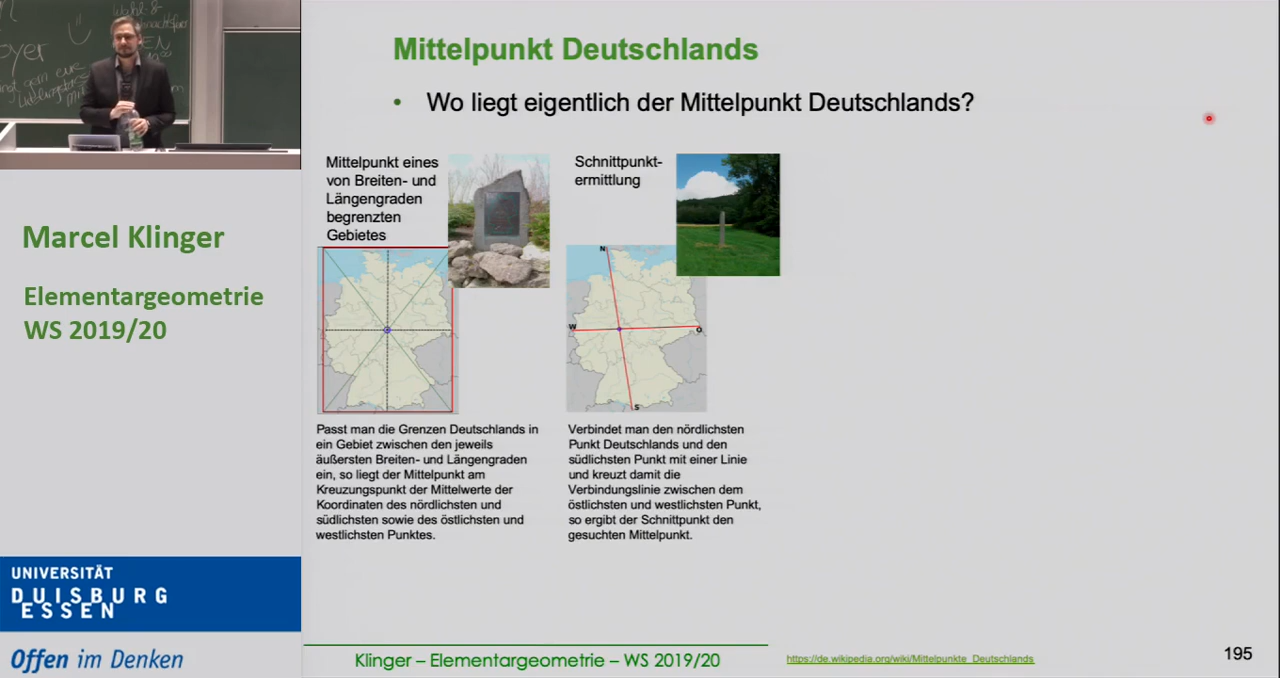 Wahl 8
EN
Mittelpunkt Deutschlands
• Wo liegt eigentlich der Mittelpunkt Deutschlands?
Mittelpunkt eines
von Breiten- und
Längengraden
begrenzten
Gebietes
Schnittpunkt-
ermittlung
N
W
O
S
Passt man die Grenzen Deutschlands in
ein Gebiet zwischen den jeweils
äußersten Breiten- und Längengraden
ein, so liegt der Mittelpunkt am
Kreuzungspunkt der Mittelwerte der
Koordinaten des nördlichsten und
südlichsten sowie des östlichsten und
westlichsten Punktes.
Verbindet man den nördlichsten
Punkt Deutschlands und den
südlichsten Punkt mit einer Linie
und kreuzt damit die
Verbindungslinie zwischen dem
östlichsten und westlichsten Punkt,
so ergibt der Schnittpunkt den
gesuchten Mittelpunkt.
Marcel Klinger
Elementargeometrie
WS 2019/20
UNIVERSITÄT
DUISBURG
ESSEN
Offen im Denken
Klinger – Elementargeometrie – WS 2019/20
https://de.wikipedia.org/wiki/Mittelpunkte_Deutschlands
195